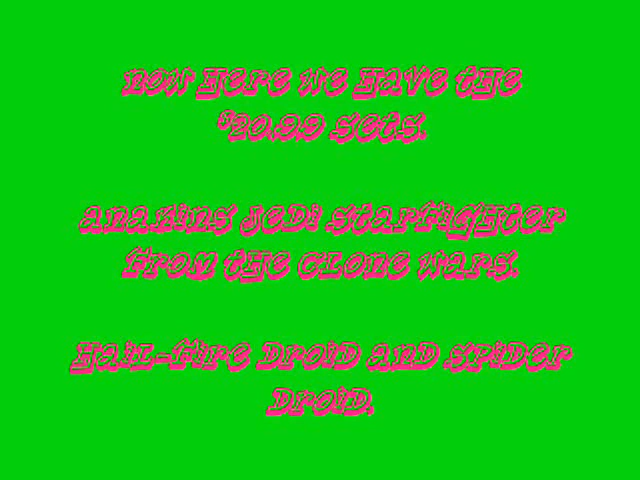 now Here we Have the
$20.99 sets.
anakins Jedi starfiGHter
from tHe clone wars.
Hail-fire Droid and spider
Droid.